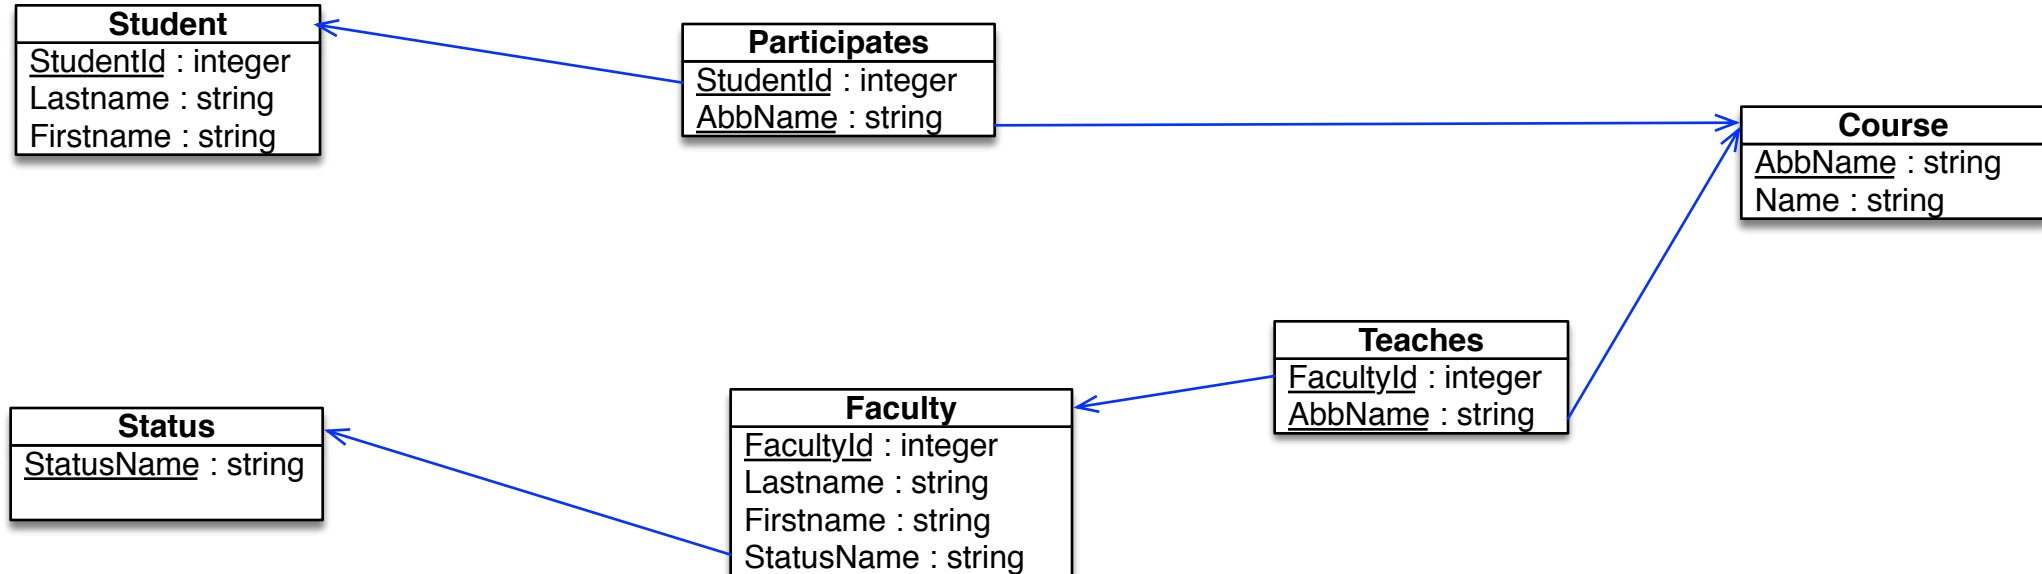 Student
StudentId : integer
Lastname : string
Firstname : string
Participates
StudentId : integer
AbbName : string
Course
AbbName : string
Name : string
Status
StatusName : string
Faculty
FacultyId : integer
Lastname : string
Firstname : string
StatusName : string
Teaches
FacultyId : integer
AbbName : string